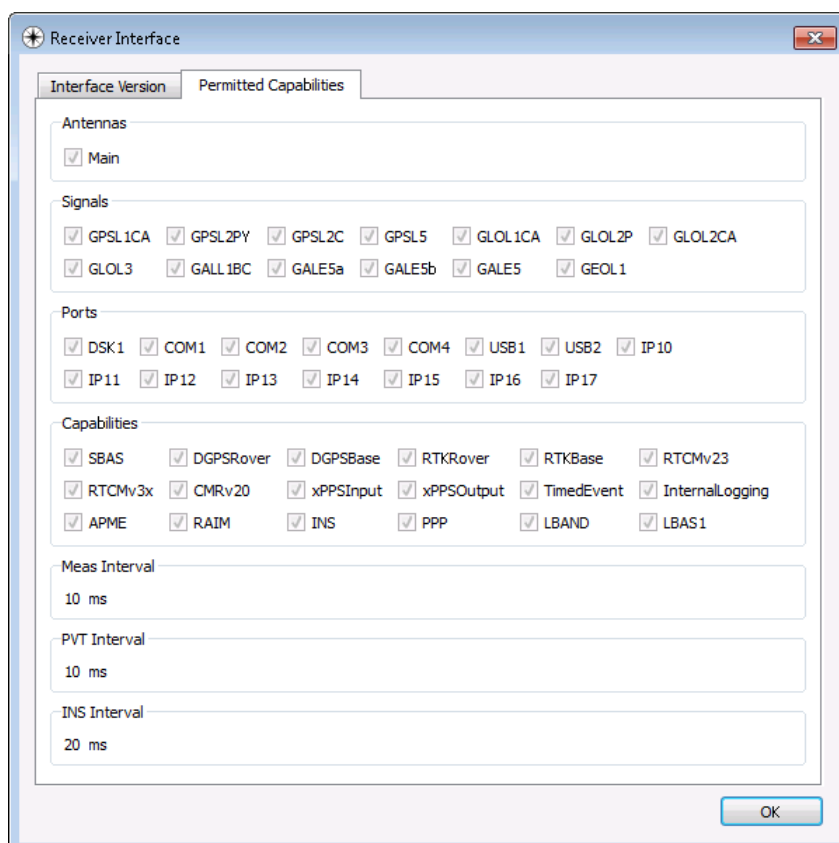 Receiver Interface
Interface Version Permitted Capabilities
Antennas
Main
Signals
GPSL1CA GPSL2PY GPSL2C GPSL5 GLOL1CA GLOL2P GLOL2CA
GLOL3 GALL1BC GALE5a GALE5b GALE5 GEOL1
Ports
DSK1 COM1 COM2 COM3 COM4 USB1 USB2 IP10
IP11 IP12 IP13 IP14 IP15 IP16 IP17
Capabilities
SBAS DGPSRover DGPSBase RTKRover RTKBase RTCMv23
RTCMv3x CMRv20 xPPSInput xPPSOutput TimedEvent InternalLogging
APME RAIM INS PPP LBAND LBAS1
Meas Interval
10 ms
PVT Interval
10 ms
INS Interval
20 ms
OK